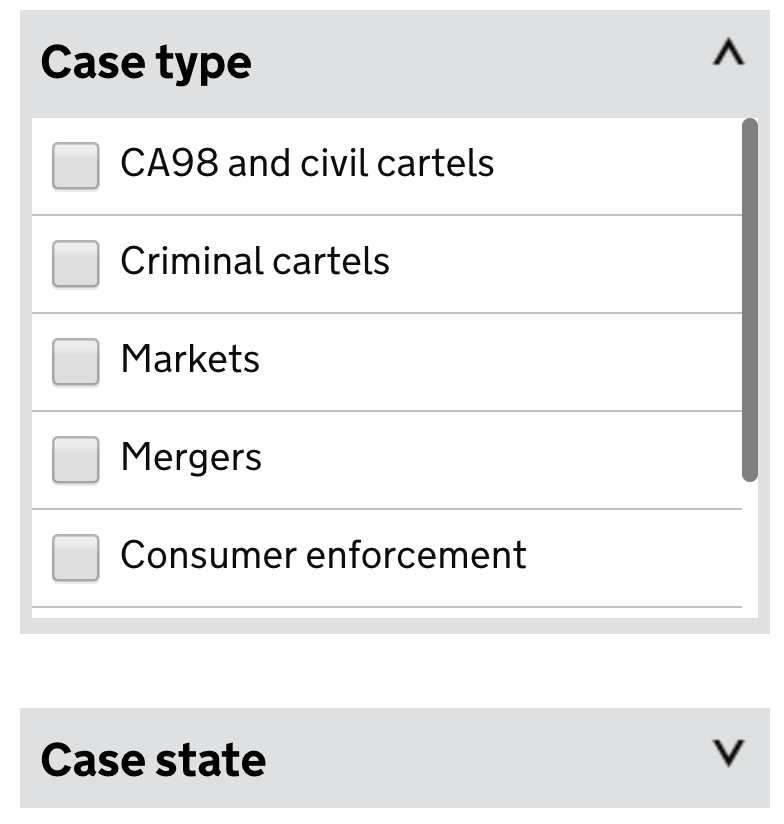 Case type
CA98 and civil cartels
Criminal cartels
Markets
Mergers
Consumer enforcement
Case state